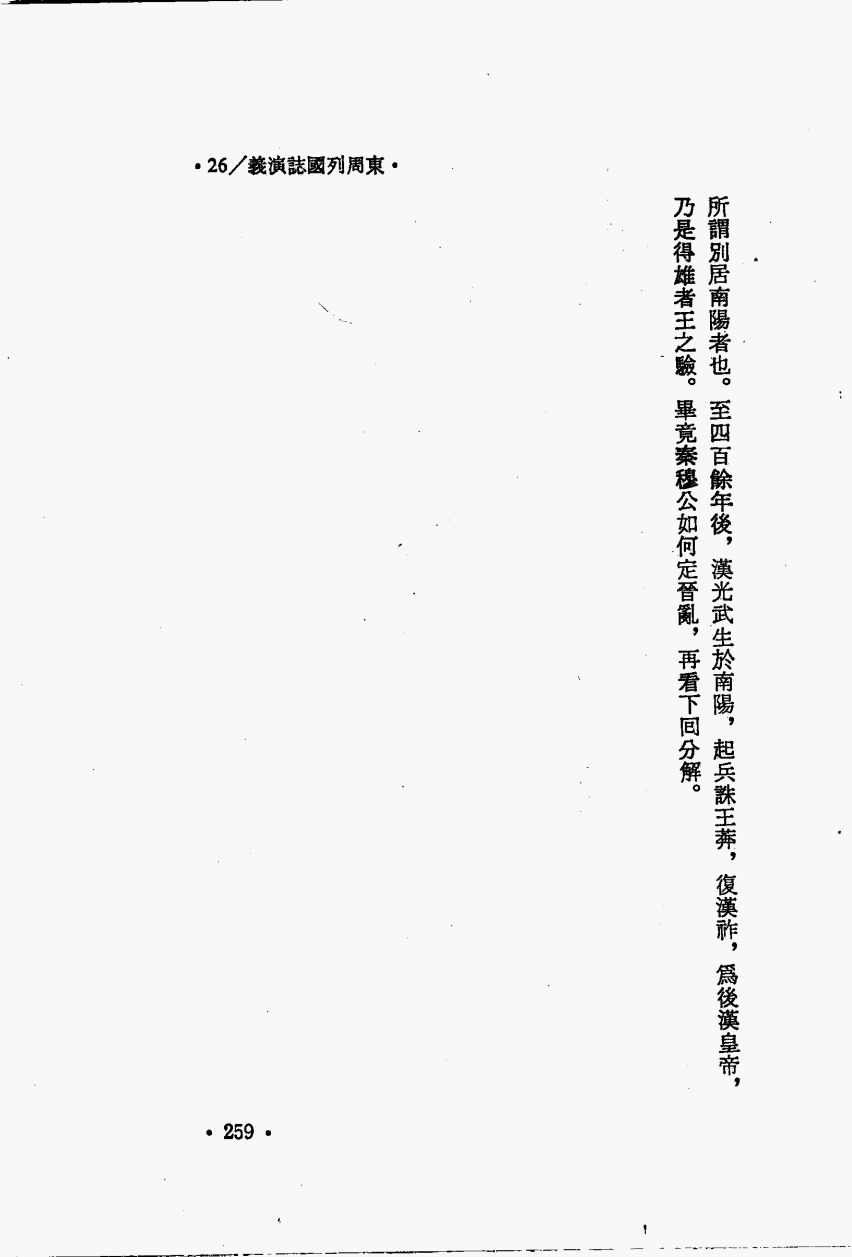 •26/義演誌國列周東•
所謂別居南陽者也。至四百餘年後，漢光武生於南陽，起兵誅王莽，復漢祚，爲後漢皇帝，
乃是得雄者王之驗。畢竟秦穆公如何定晉亂，再看下回分解。
•259•